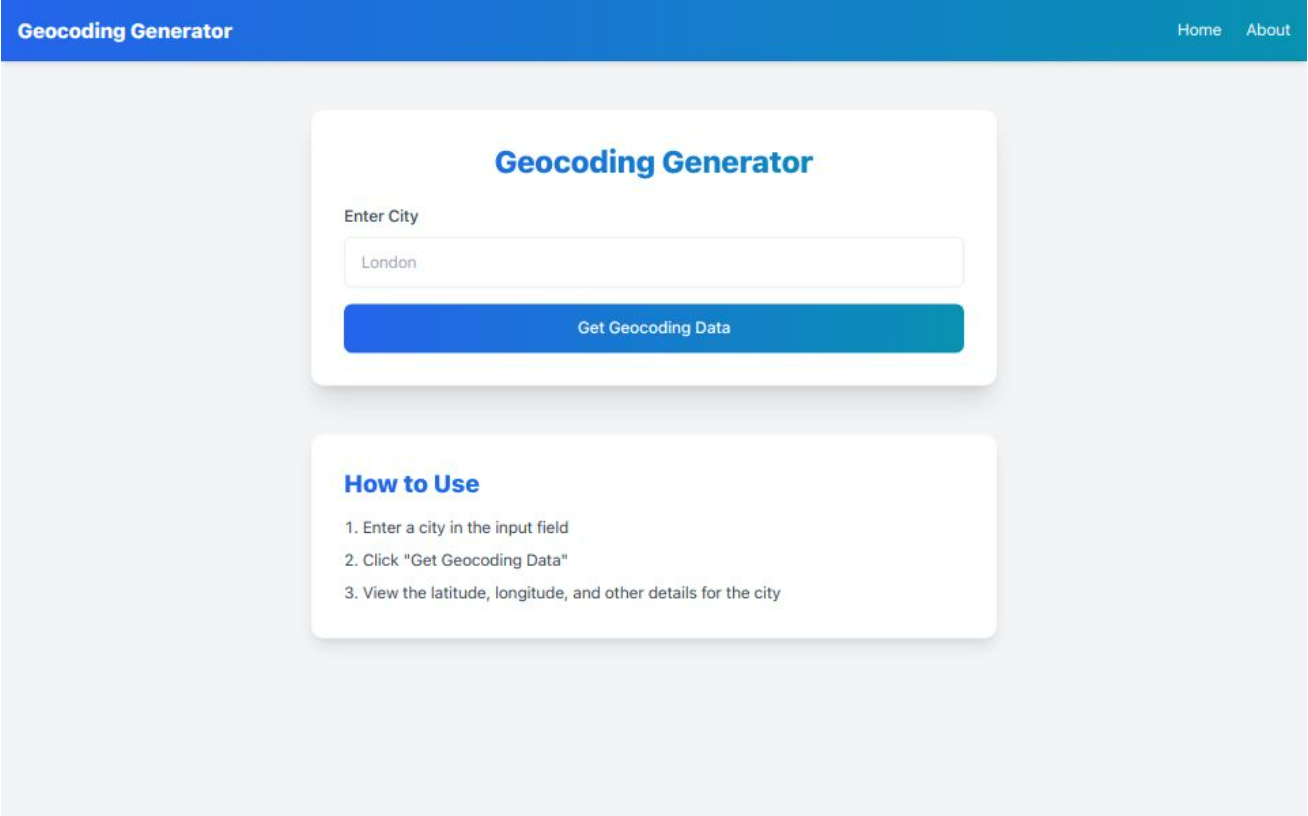 Geocoding Generator
Home About
Geocoding Generator
Enter City
London
Get Geocoding Data
How to Use
1. Enter a city in the input field
2. Click "Get Geocoding Data"
3. View the latitude, longitude, and other details for the city